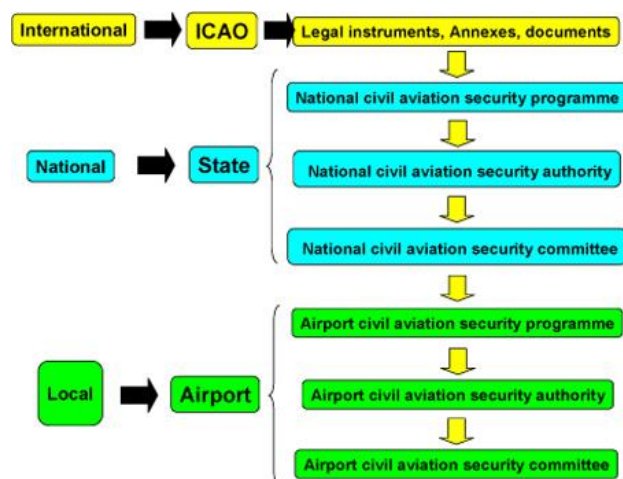 International
ICAO
Legal instruments, Annexes, documents
National civil aviation security programme
National
State
National civil aviation security authority
National civil aviation security committee
Airport civil aviation security programme
Local
Airport
Airport civil aviation security authority
Airport civil aviation security committee